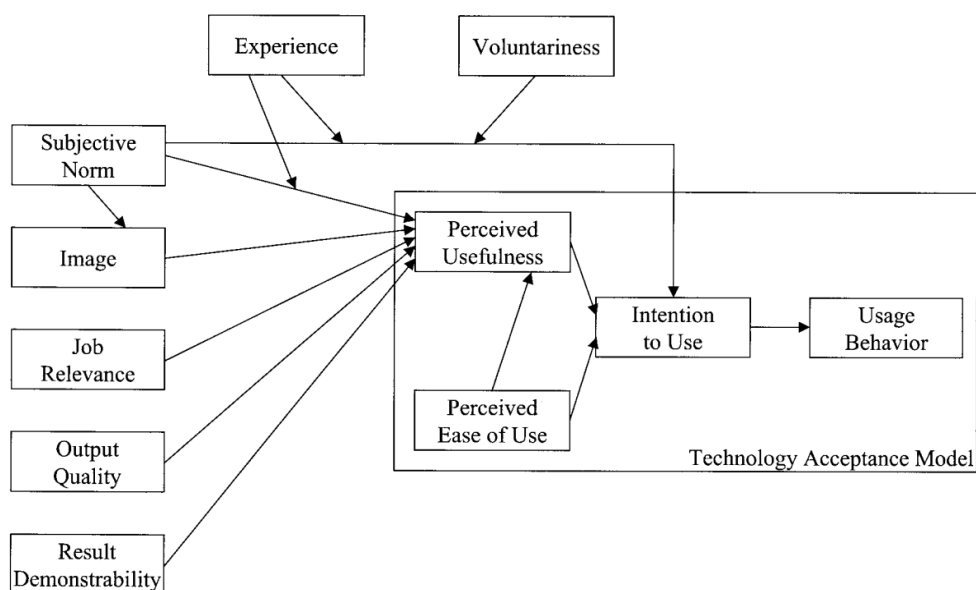 Experience
Voluntariness
Subjective
Norm
Image
Job
Relevance
Output
Quality
Result
Demonstrability
Perceived
Usefulness
Perceived
Ease of Use
Intention
to Use
Usage
Behavior
Technology Acceptance Model